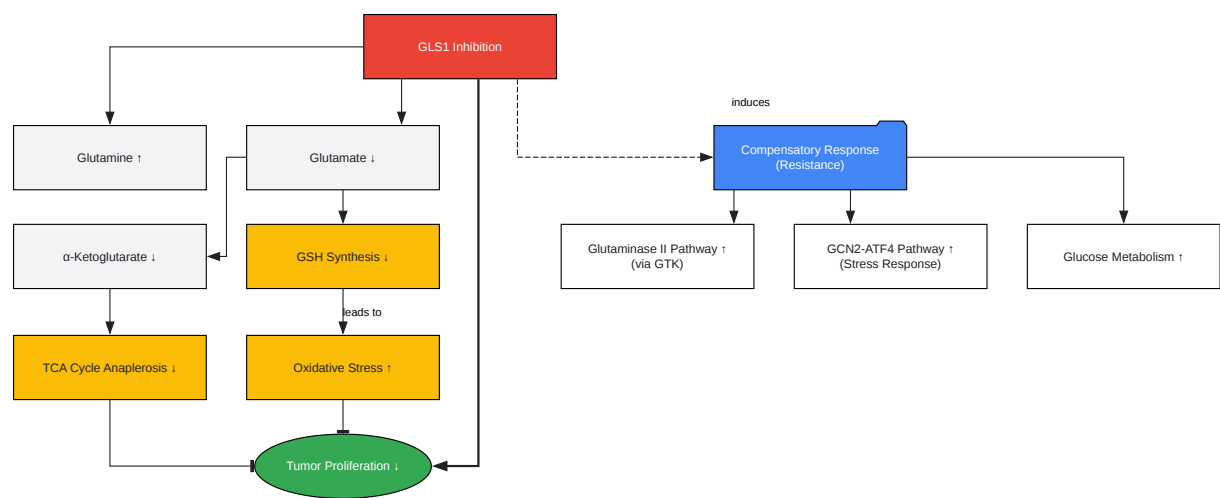 GLS1 Inhibition
induces
Glutamine ↑
Glutamate ↓
Compensatory Response
(Resistance)
α-Ketoglutarate ↓
GSH Synthesis ↓
Glutaminase II Pathway ↑
(via GTK)
GCN2-ATF4 Pathway ↑
(Stress Response)
Glucose Metabolism ↑
leads to
TCA Cycle Anaplerosis ↓
Oxidative Stress ↑
Tumor Proliferation ↓